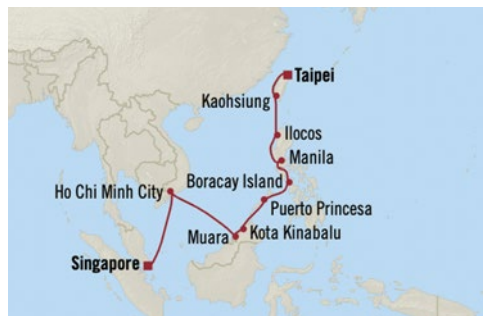 Taipei
Kaohsiung
Ilocos
Manila
Boracay Island
Ho Chi Minh City
Puerto Princesa
Kota Kinabalu
Muara
Singapore